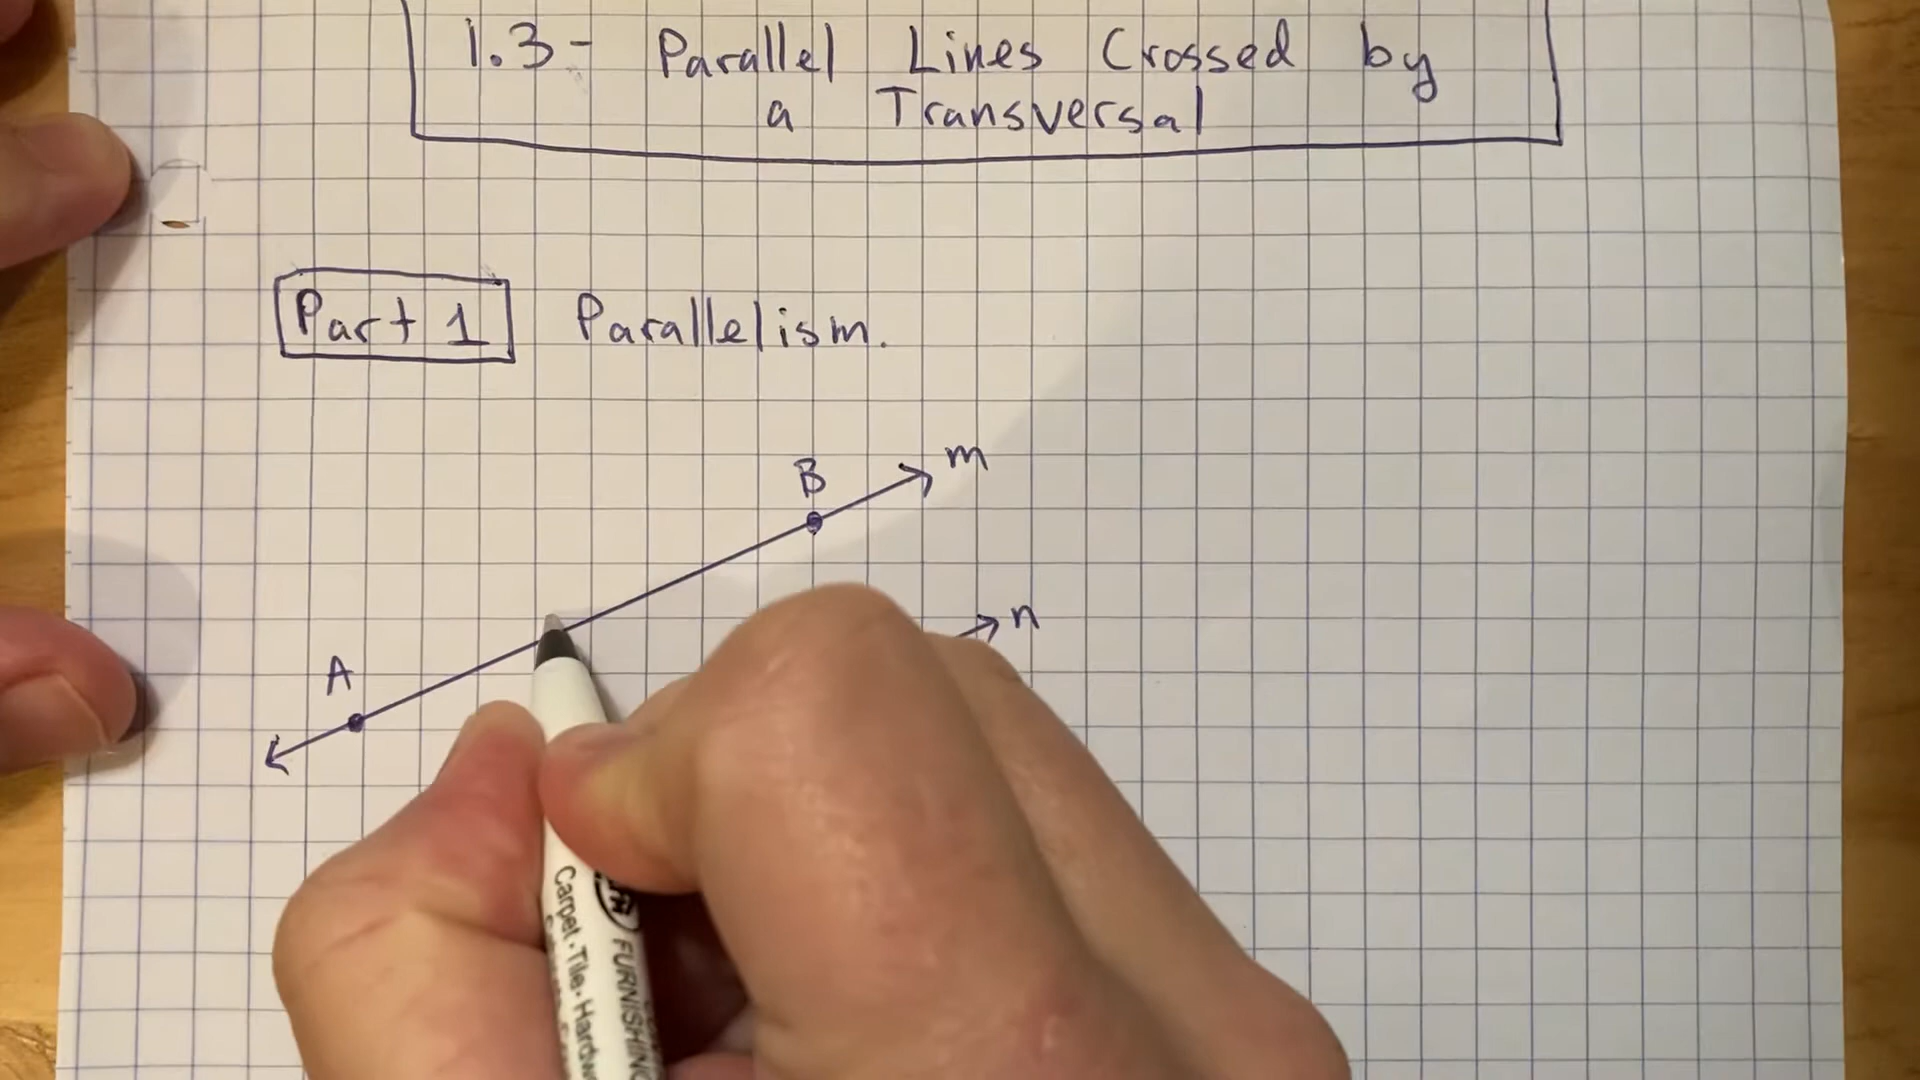 1.3- Parallel Lines Crossed by
a Transversal
Part 1 Parallelism.
m
B
n
A
Carpet • Tile • Hardw
FURNISHING